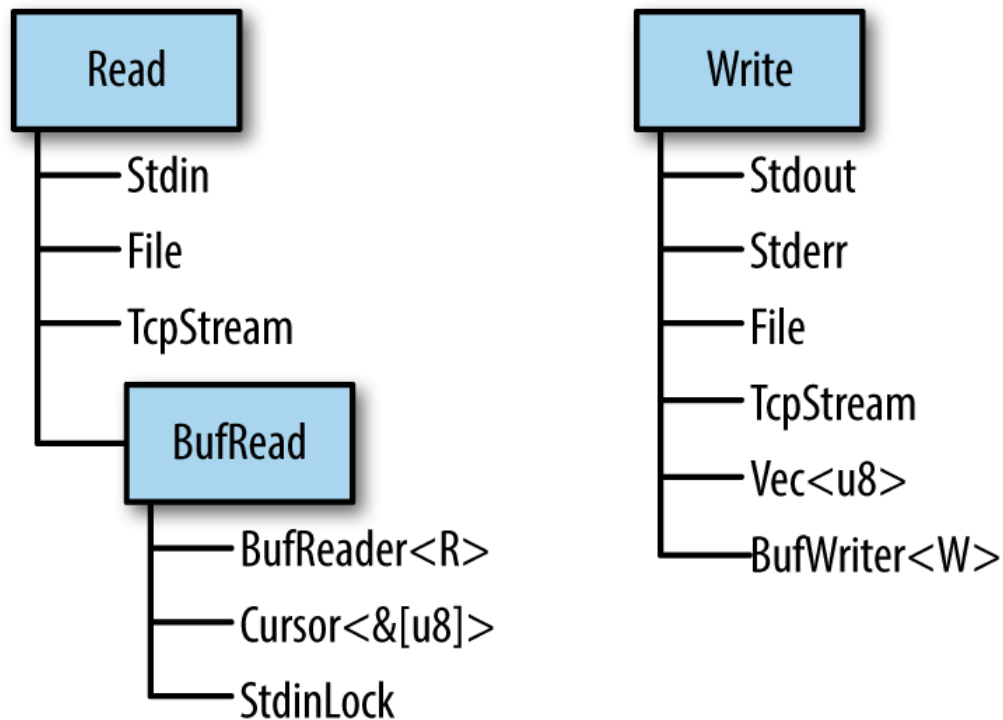 Read
Stdin
File
TcpStream
BufRead
BufReader<R>
Cursor<&[u8]>
StdinLock
Write
Stdout
Stderr
File
TcpStream
Vec<u8>
BufWriter<W>